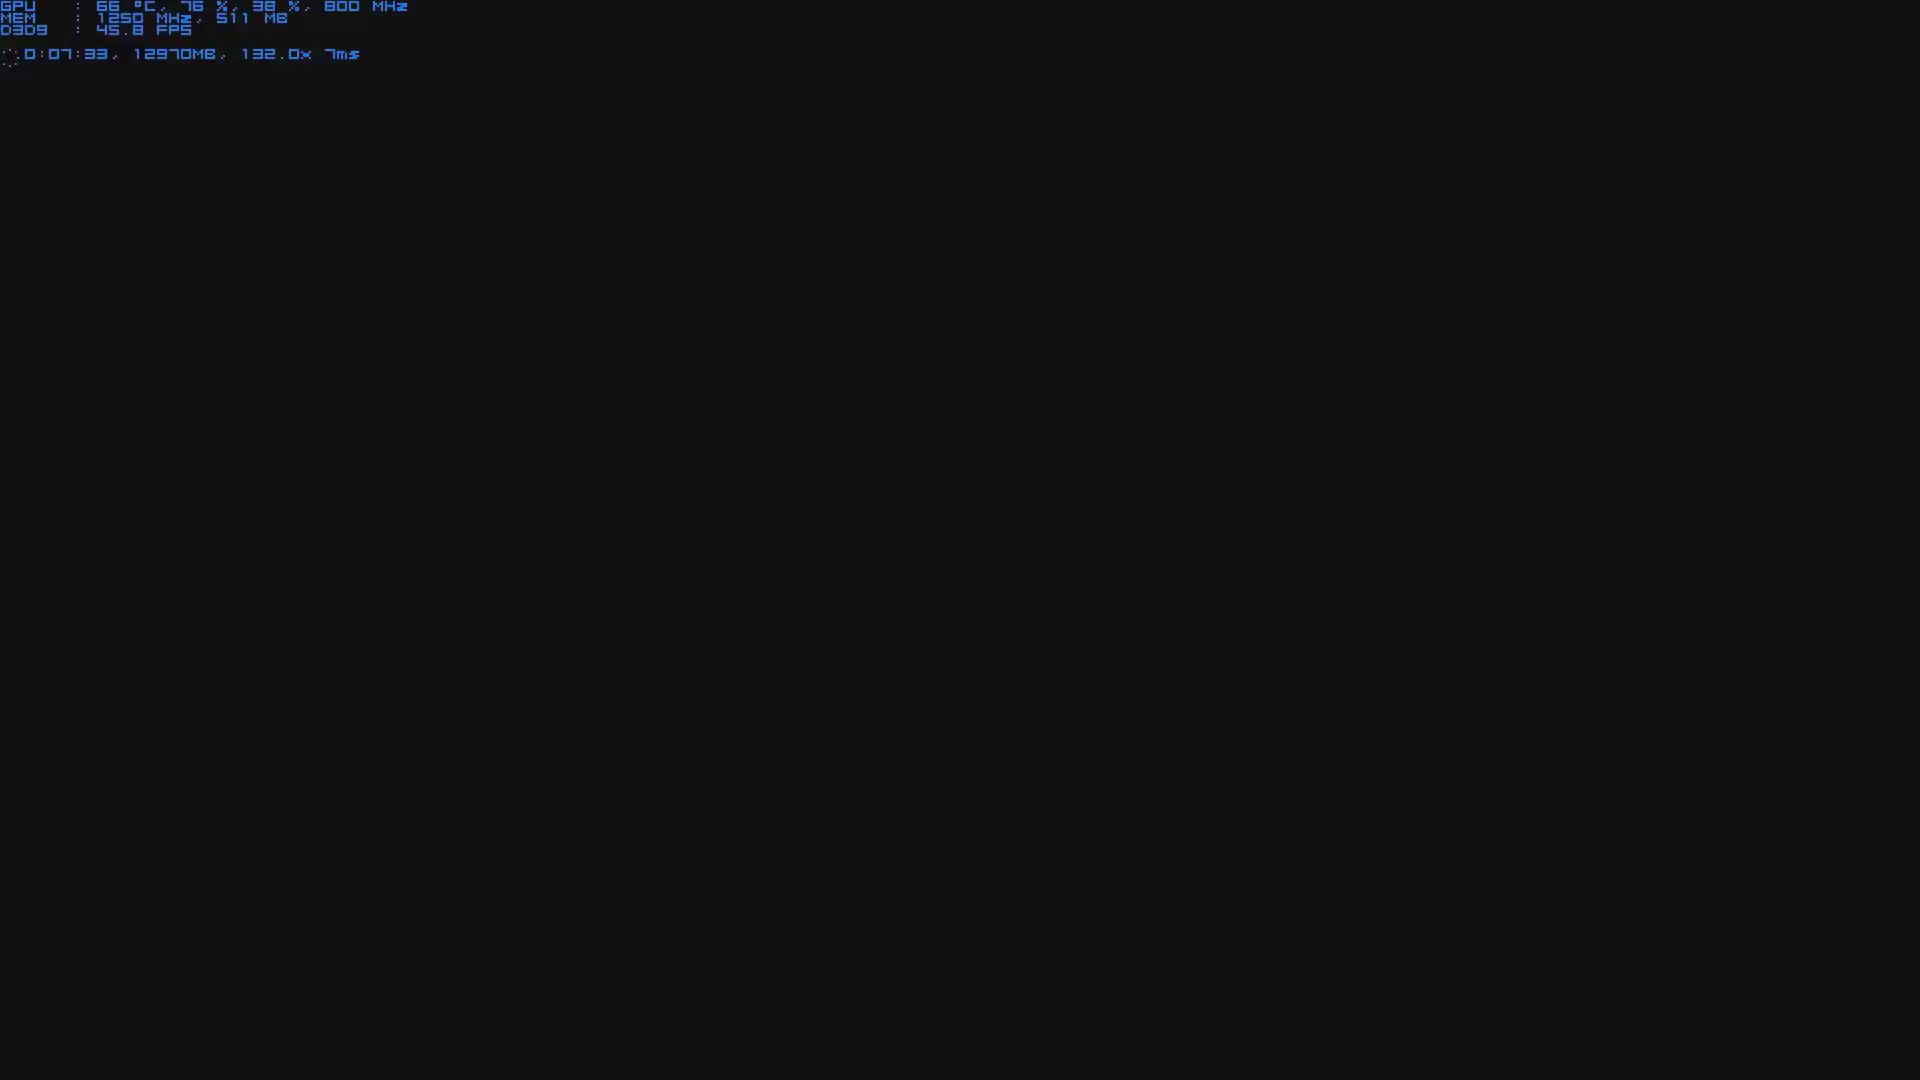 GPU : 66 °C, 76 %, 38 %, 800 MHz
MEM : 1250 MHz, 511 MB
D3D9 : 45.8 FPS
0:07:33, 12970MB, 132.0x 7ms